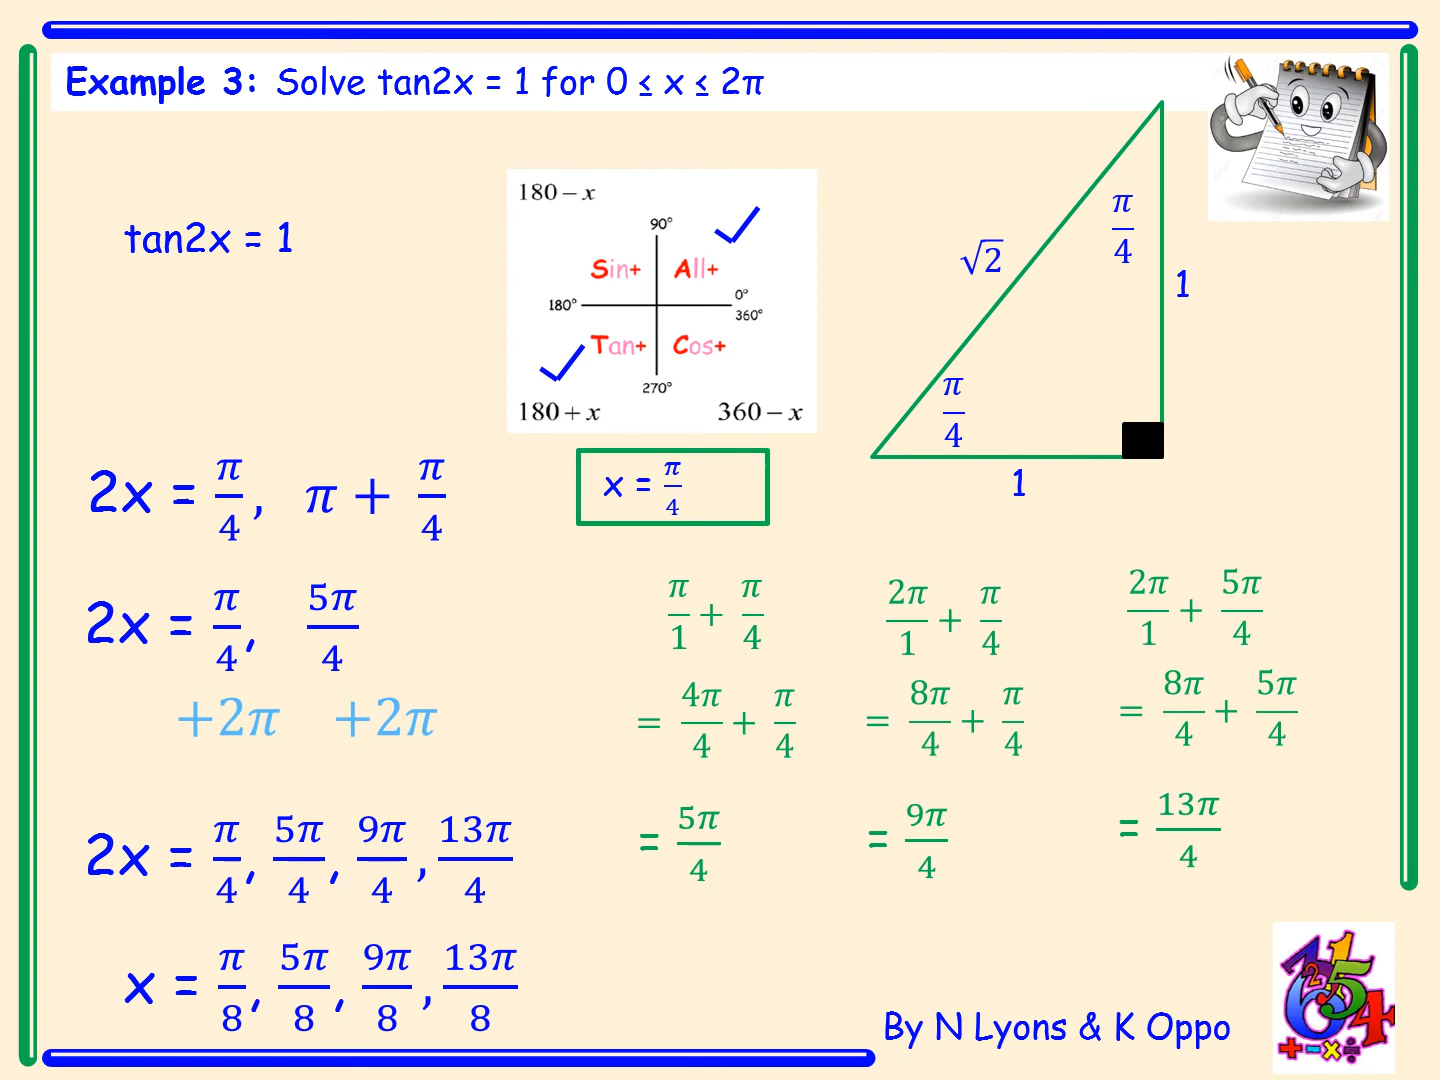 Example 3: Solve tan2x = 1 for 0 ≤ x ≤ 2π
tan2x = 1
180 – x
90°
Sin+ All+
180° 0°
360°
Tan+ Cos+
270°
180 + x 360 – x
x = π/4
√2
π/4
1
π/4
1
2x = π/4, π + π/4
2x = π/4, 5π/4
+2π +2π
2x = π/4, 5π/4, 9π/4, 13π/4
x = π/8, 5π/8, 9π/8, 13π/8
π/1 + π/4
= 4π/4 + π/4
= 5π/4
2π/1 + π/4
= 8π/4 + π/4
= 9π/4
2π/1 + 5π/4
= 8π/4 + 5π/4
= 13π/4
By N Lyons & K Oppo